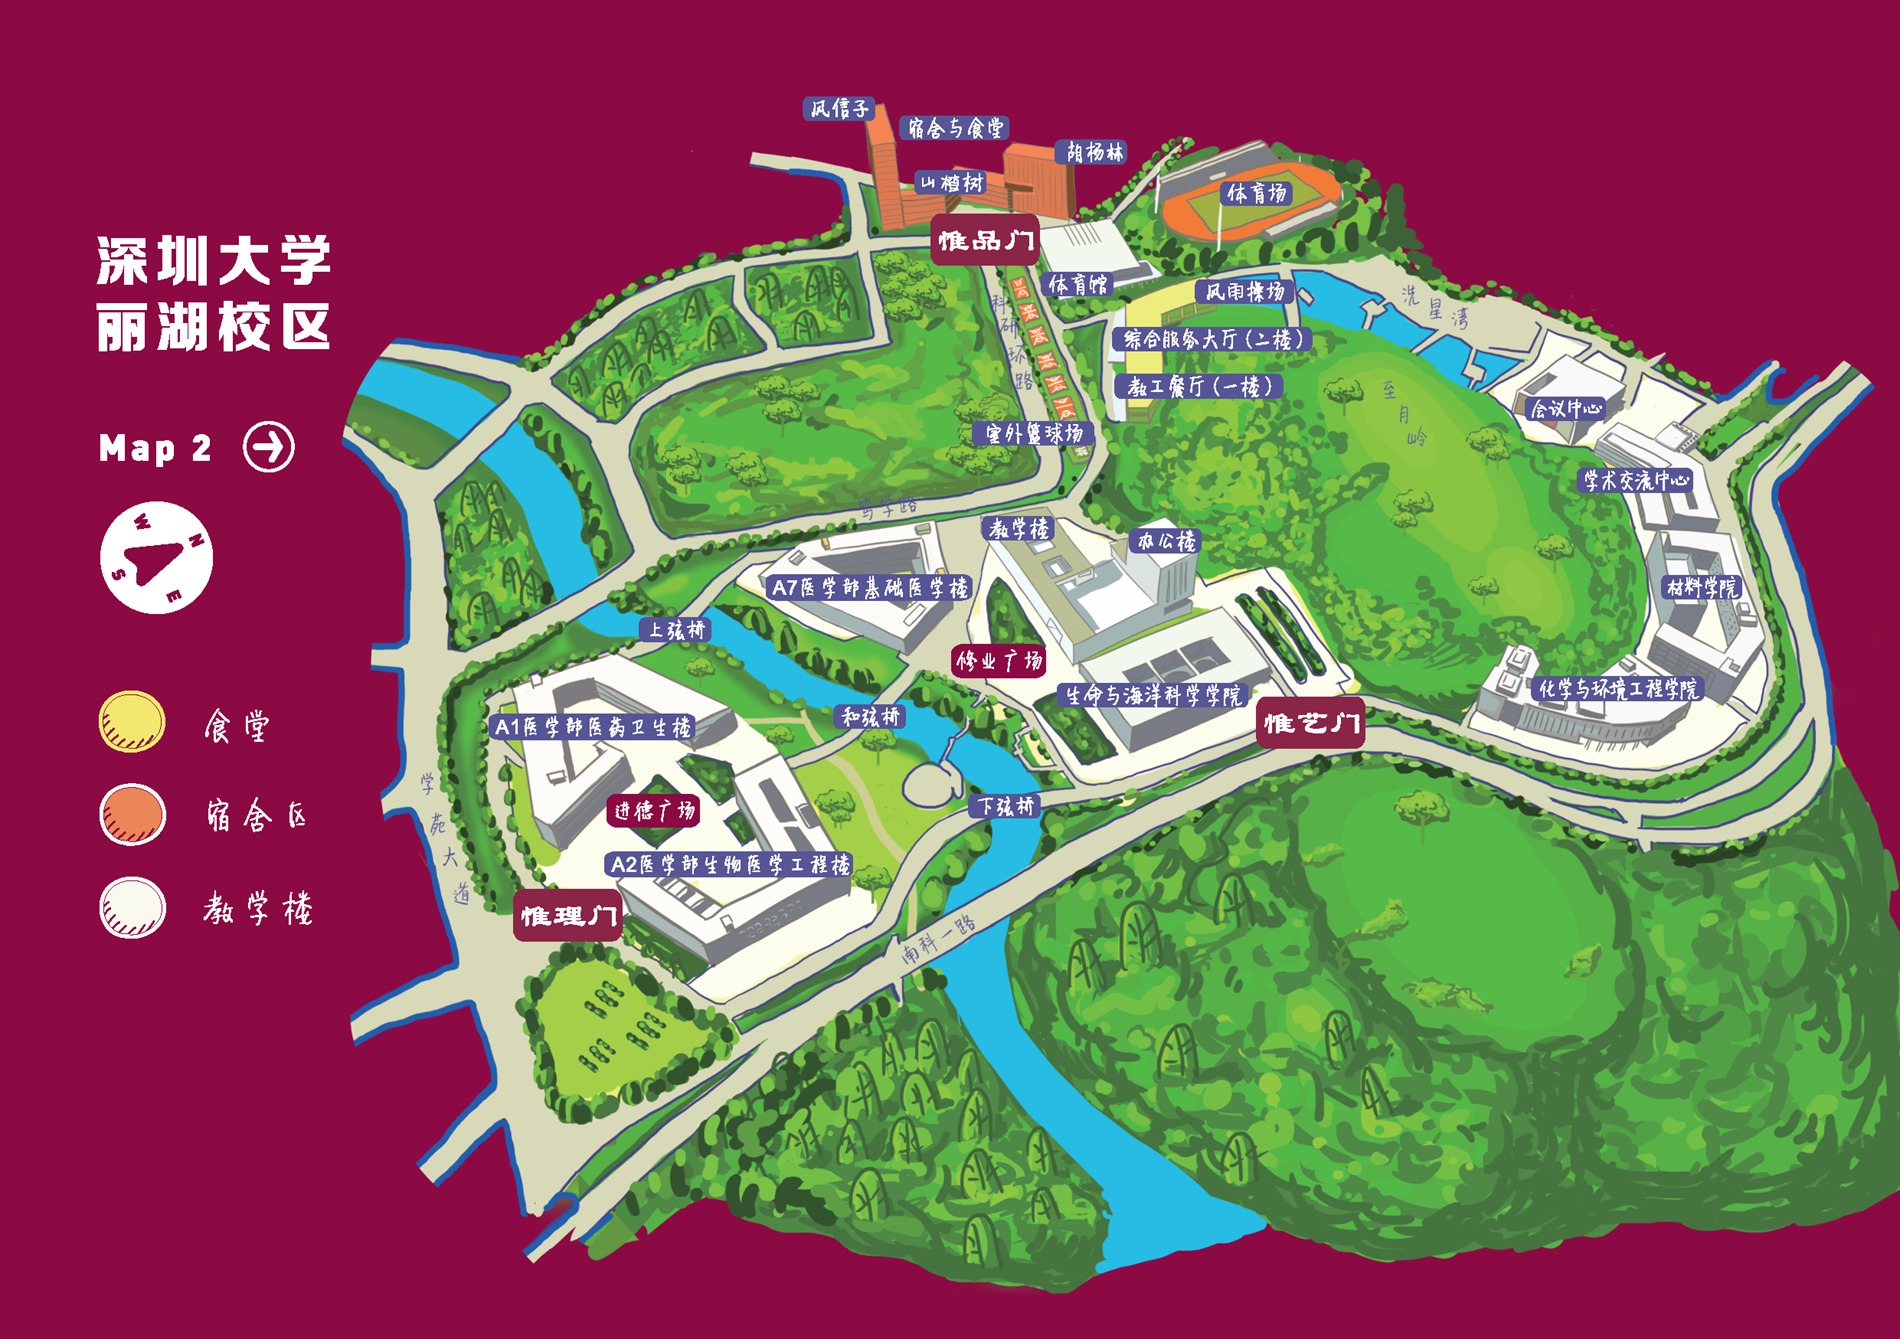 深圳大学
丽湖校区
Map 2
W
N
S
E
食堂
宿舍区
教学楼
风信子
宿舍与食堂
胡杨林
山楂树
惟品门
体育场
体育馆
风雨操场
综合服务大厅（二楼）
教工餐厅（一楼）
科研环路
室外篮球场
洗星湾
至月岭
会议中心
学术交流中心
材料学院
化学与环境工程学院
笃学路
教学楼
办公楼
A7医学部基础医学楼
上弦桥
修业广场
生命与海洋科学学院
惟艺门
和弦桥
A1医学部医药卫生楼
进德广场
下弦桥
A2医学部生物医学工程楼
惟理门
学苑大道
南科一路